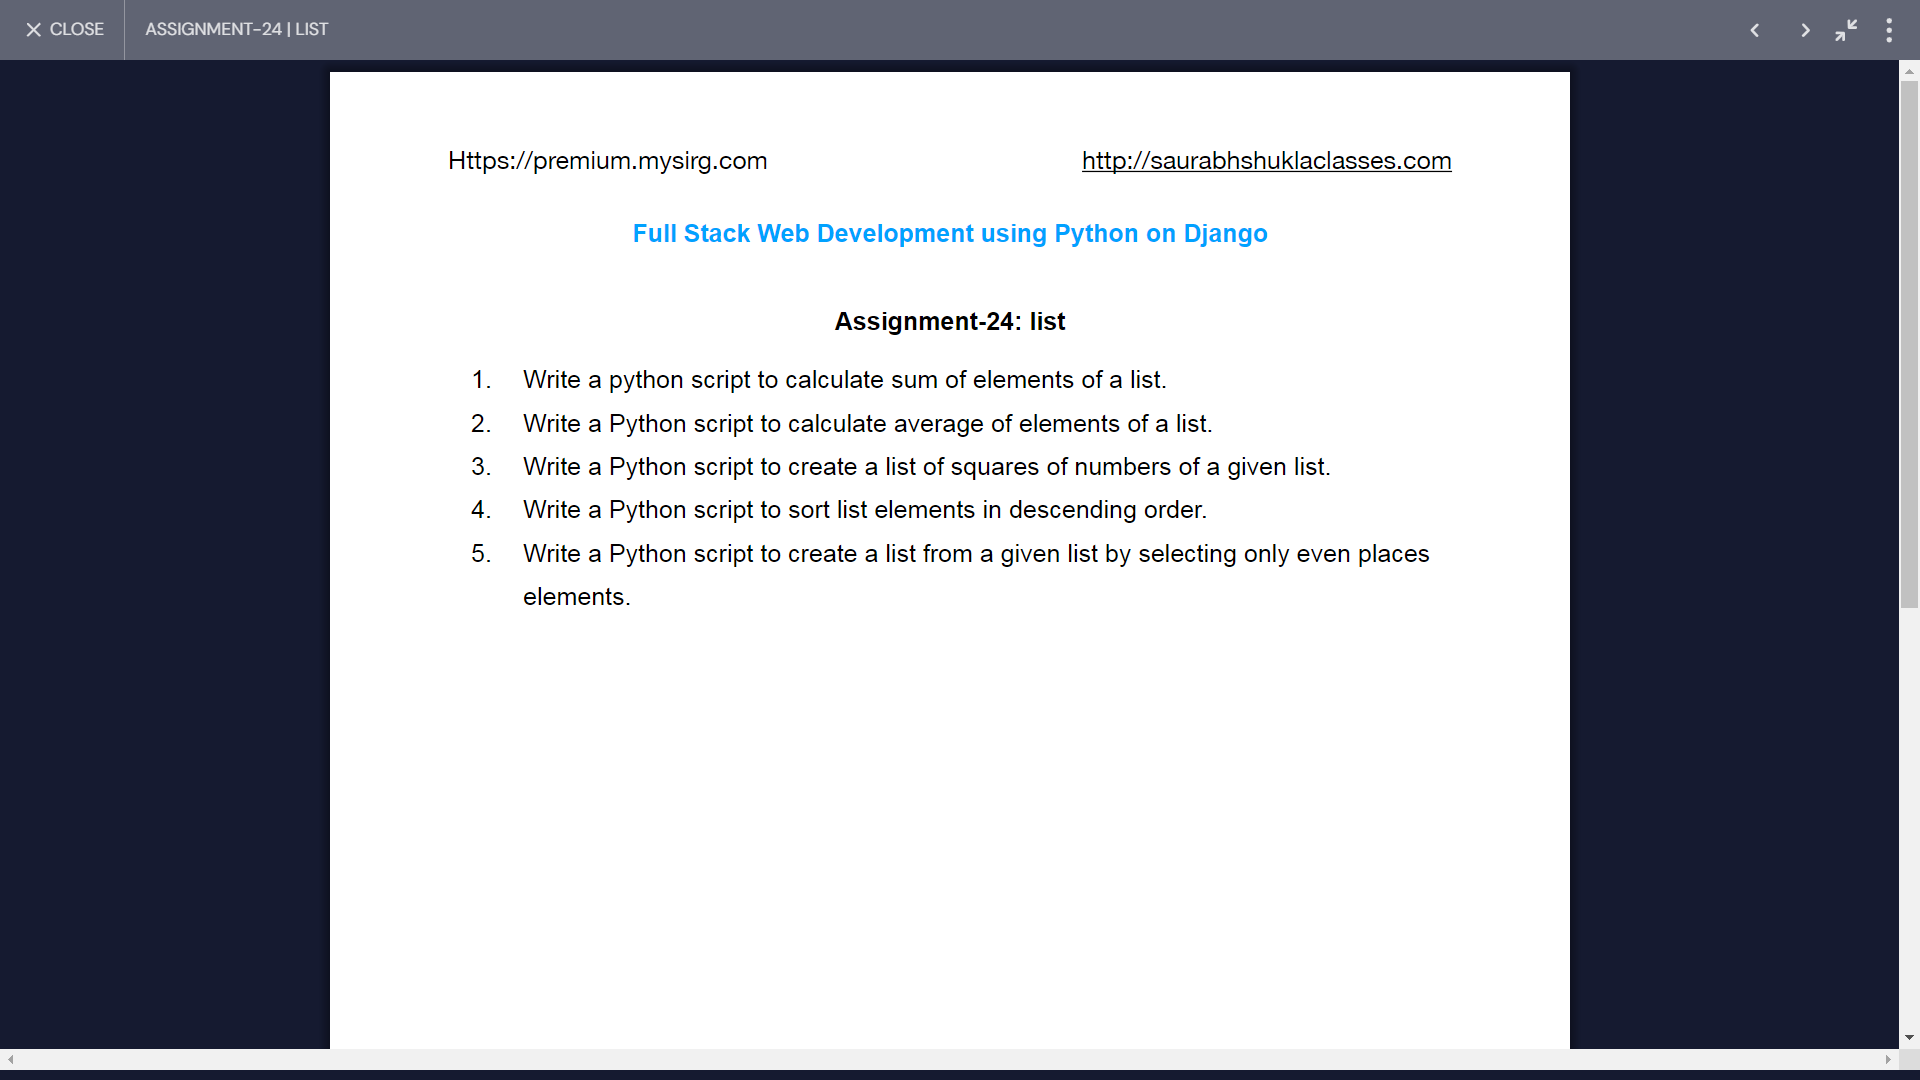 CLOSE
ASSIGNMENT-24 | LIST
Https://premium.mysirg.com
http://saurabhshuklaclasses.com
Full Stack Web Development using Python on Django
Assignment-24: list
1. Write a python script to calculate sum of elements of a list.
2. Write a Python script to calculate average of elements of a list.
3. Write a Python script to create a list of squares of numbers of a given list.
4. Write a Python script to sort list elements in descending order.
5. Write a Python script to create a list from a given list by selecting only even places
elements.